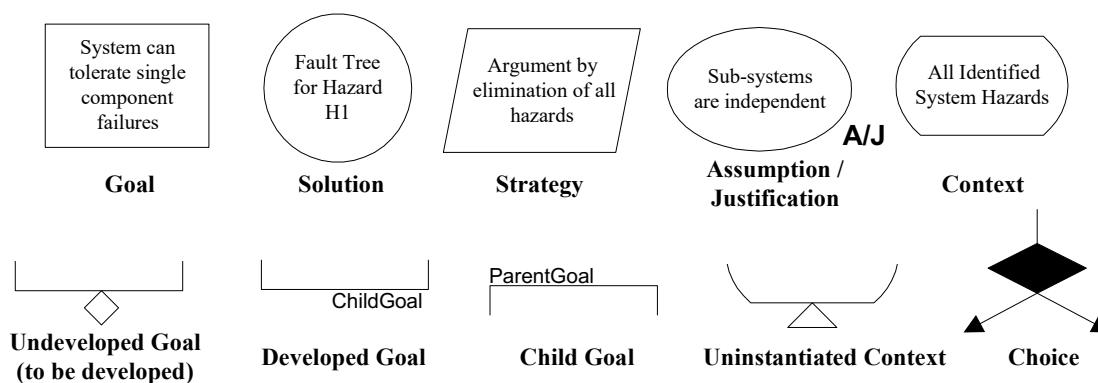 System can
tolerate single
component
failures
Fault Tree
for Hazard
H1
Argument by
elimination of all
hazards
Sub-systems
are independent
A/J
All Identified
System Hazards
Goal
Solution
Strategy
Assumption /
Justification
Context
ChildGoal
ParentGoal
Undeveloped Goal
(to be developed)
Developed Goal
Child Goal
Uninstantiated Context
Choice